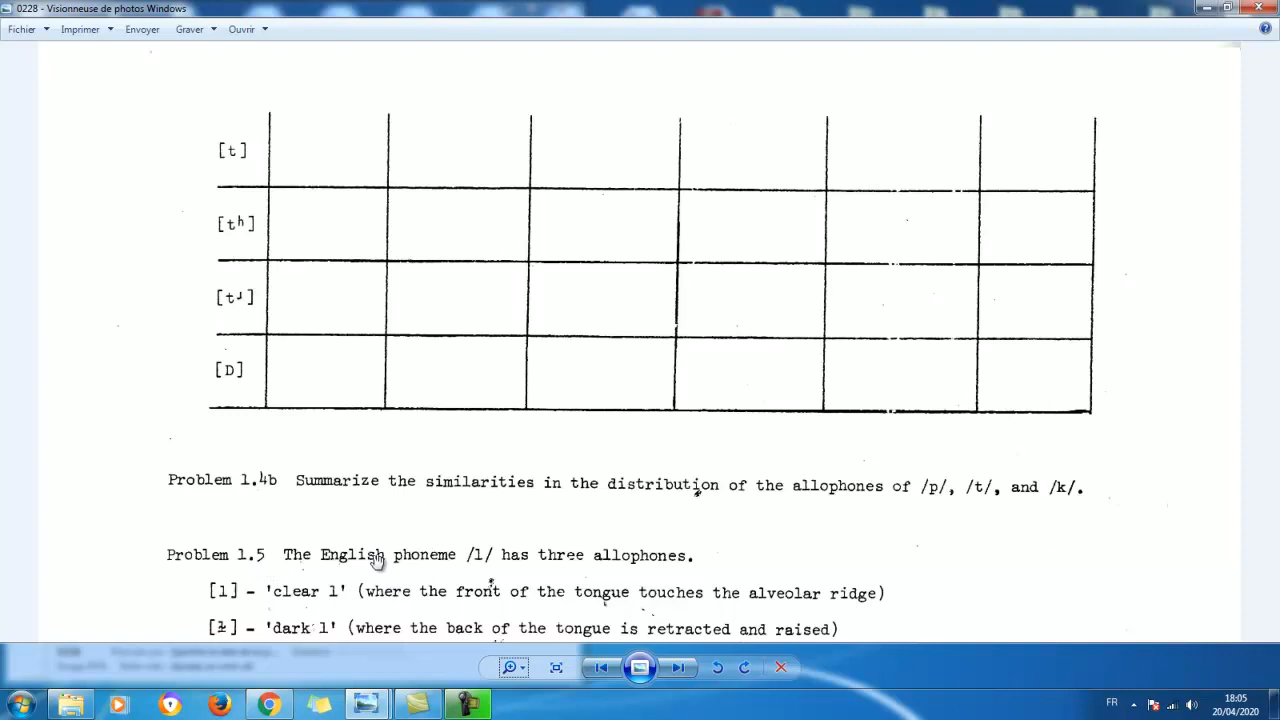 0228 - Visionneuse de photos Windows
Fichier Imprimer Envoyer Graver Ouvrir
[t]
[tʰ]
[t˩]
[D]
Problem 1.4b Summarize the similarities in the distribution of the allophones of /p/, /t/, and /k/.
Problem 1.5 The English phoneme /l/ has three allophones.
[l] - 'clear l' (where the front of the tongue touches the alveolar ridge)
[ɫ] - 'dark l' (where the back of the tongue is retracted and raised)
FR
18:05
20/04/2020